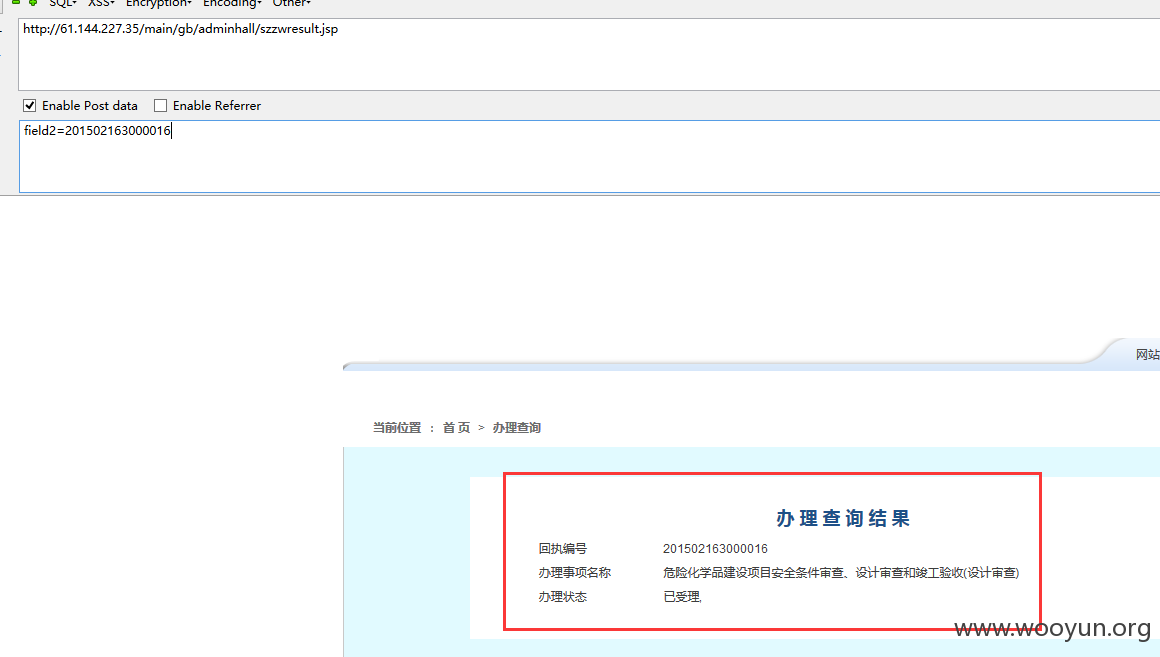 SQL▾ XSS▾ Encryption▾ Encoding▾ Other▾
http://61.144.227.35/main/gb/adminhall/szzwresult.jsp
Enable Post data Enable Referrer
field2=201502163000016
网站
当前位置 : 首 页 > 办理查询
办 理 查 询 结 果
回执编号 201502163000016
办理事项名称 危险化学品建设项目安全条件审查、设计审查和竣工验收(设计审查)
办理状态 已受理,
www.wooyun.org